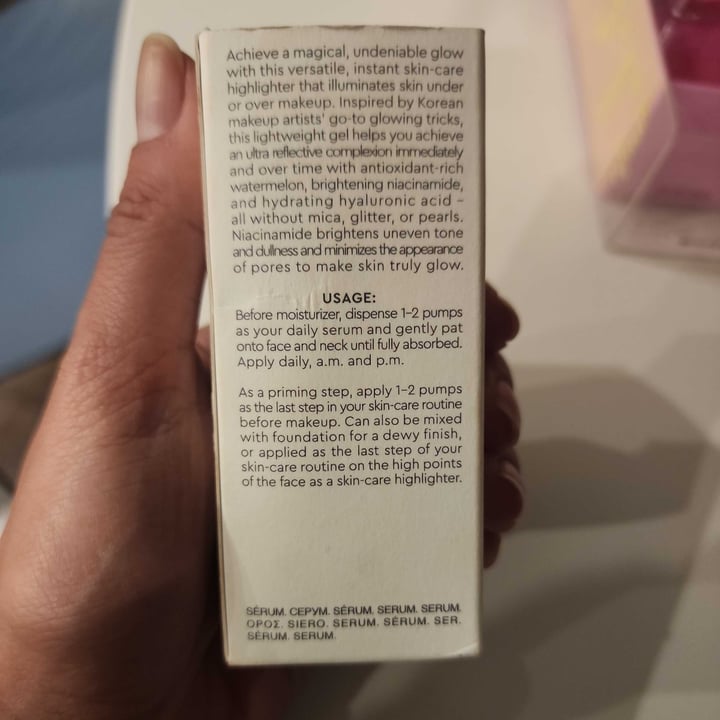 Achieve a magical, undeniable glow
with this versatile, instant skin-care
highlighter that illuminates skin under
or over makeup. Inspired by Korean
makeup artists' go-to glowing tricks,
this lightweight gel helps you achieve
an ultra reflective complexion immediately
and over time with antioxidant-rich
watermelon, brightening niacinamide,
and hydrating hyaluronic acid –
all without mica, glitter, or pearls.
Niacinamide brightens uneven tone
and dullness and minimizes the appearance
of pores to make skin truly glow.
USAGE:
Before moisturizer, dispense 1–2 pumps
as your daily serum and gently pat
onto face and neck until fully absorbed.
Apply daily, a.m. and p.m.
As a priming step, apply 1–2 pumps
as the last step in your skin-care routine
before makeup. Can also be mixed
with foundation for a dewy finish,
or applied as the last step of your
skin-care routine on the high points
of the face as a skin-care highlighter.
SÉRUM. СЕРУМ. SÉRUM. SERUM. SERUM.
ΟΡΟΣ. SIERO. SERUM. SÉRUM. SER.
SÉRUM. SERUM.